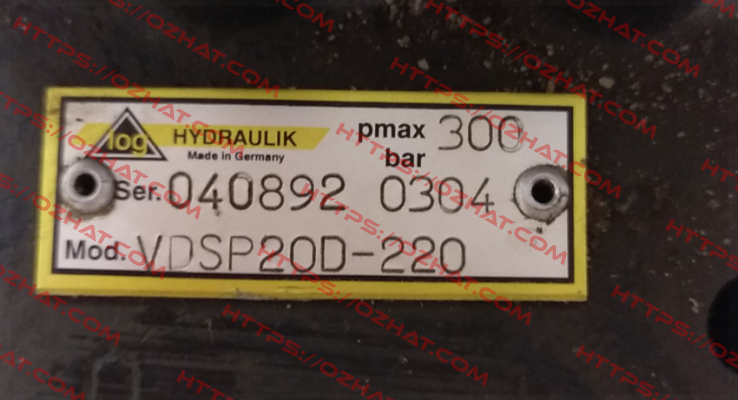 log HYDRAULIK
Made in Germany
pmax 300
bar
Ser. 040892 0304
Mod. VDSP20D-220
HTTPS://OZHAT.COM